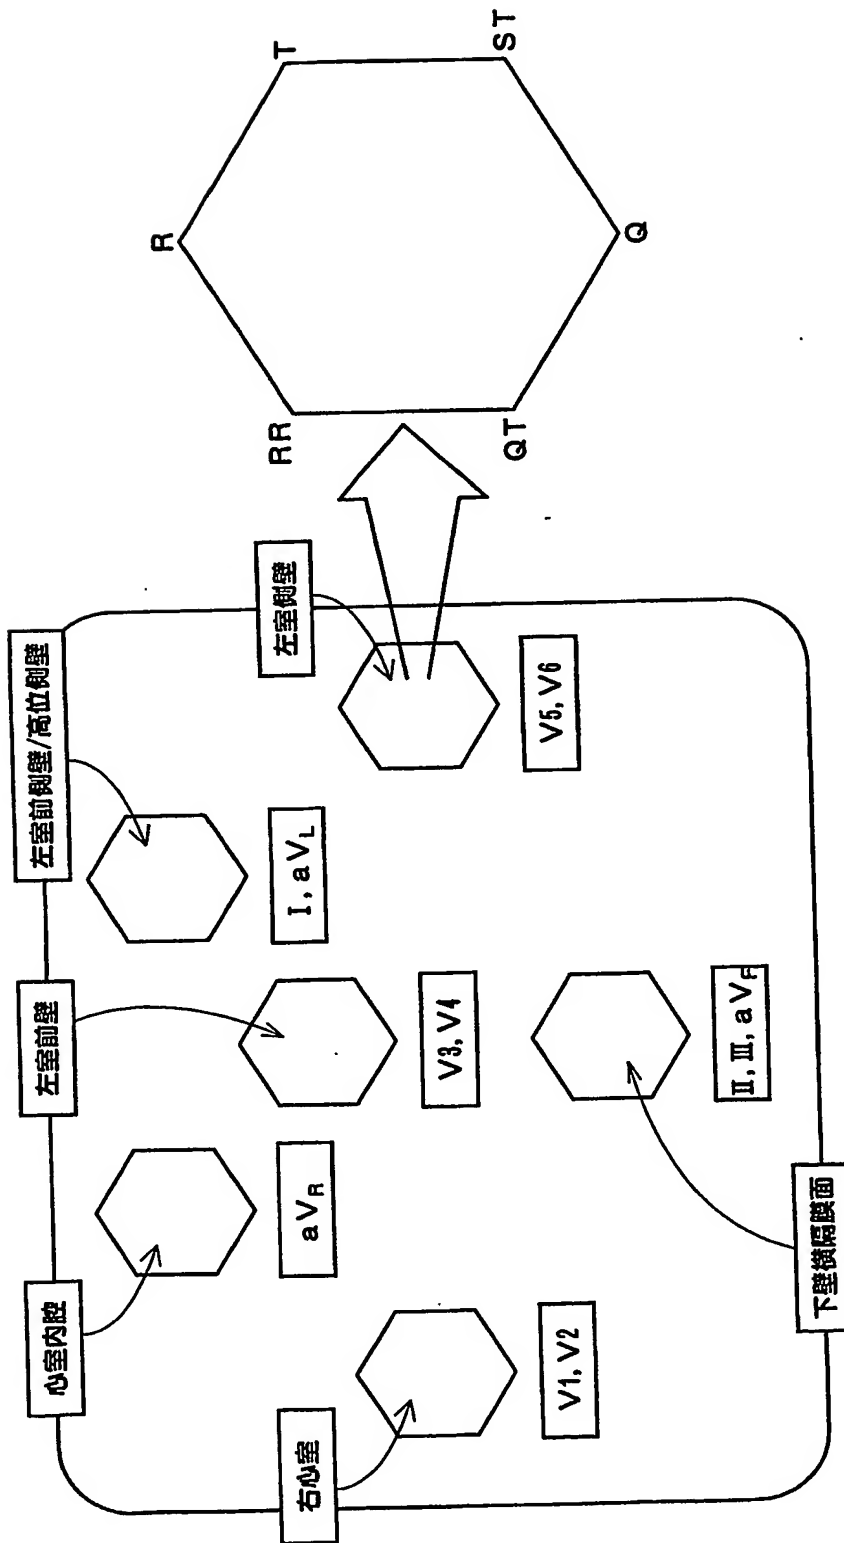 心室内腔
左室前壁
左室前側壁/高位側壁
右心室
左室側壁
aVR
I, aVL
V3, V4
V1, V2
V5, V6
II, III, aVF
下壁横隔膜面
R
RR
T
QT
ST
Q